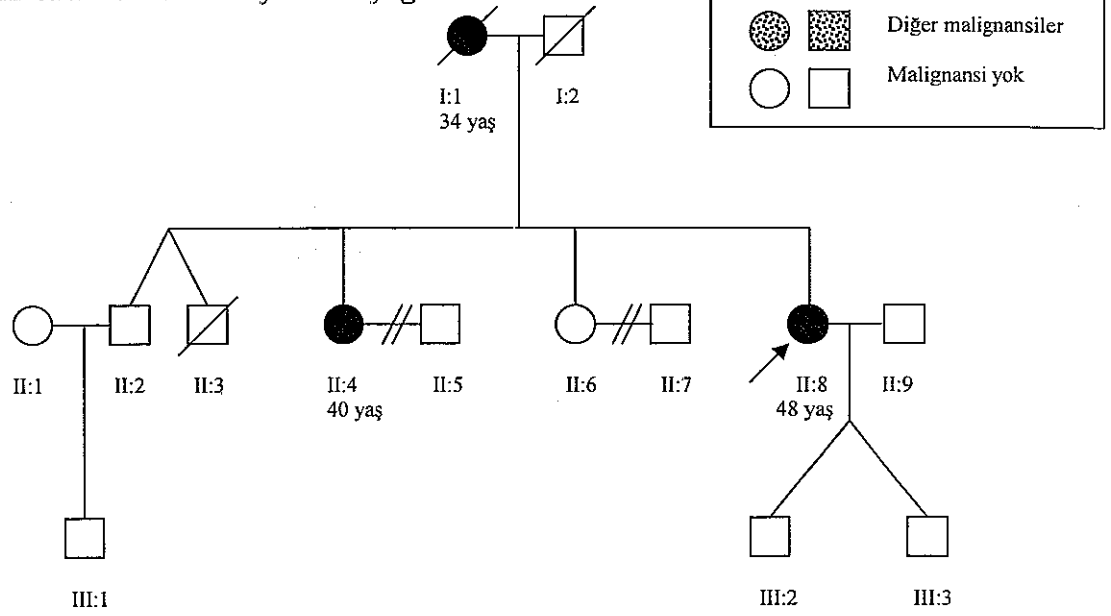 Diğer malignansiler
Malignansi yok
I:1
I:2
34 yaş
II:1
II:2
II:3
II:4
II:5
II:6
II:7
II:8
II:9
40 yaş
48 yaş
III:1
III:2
III:3